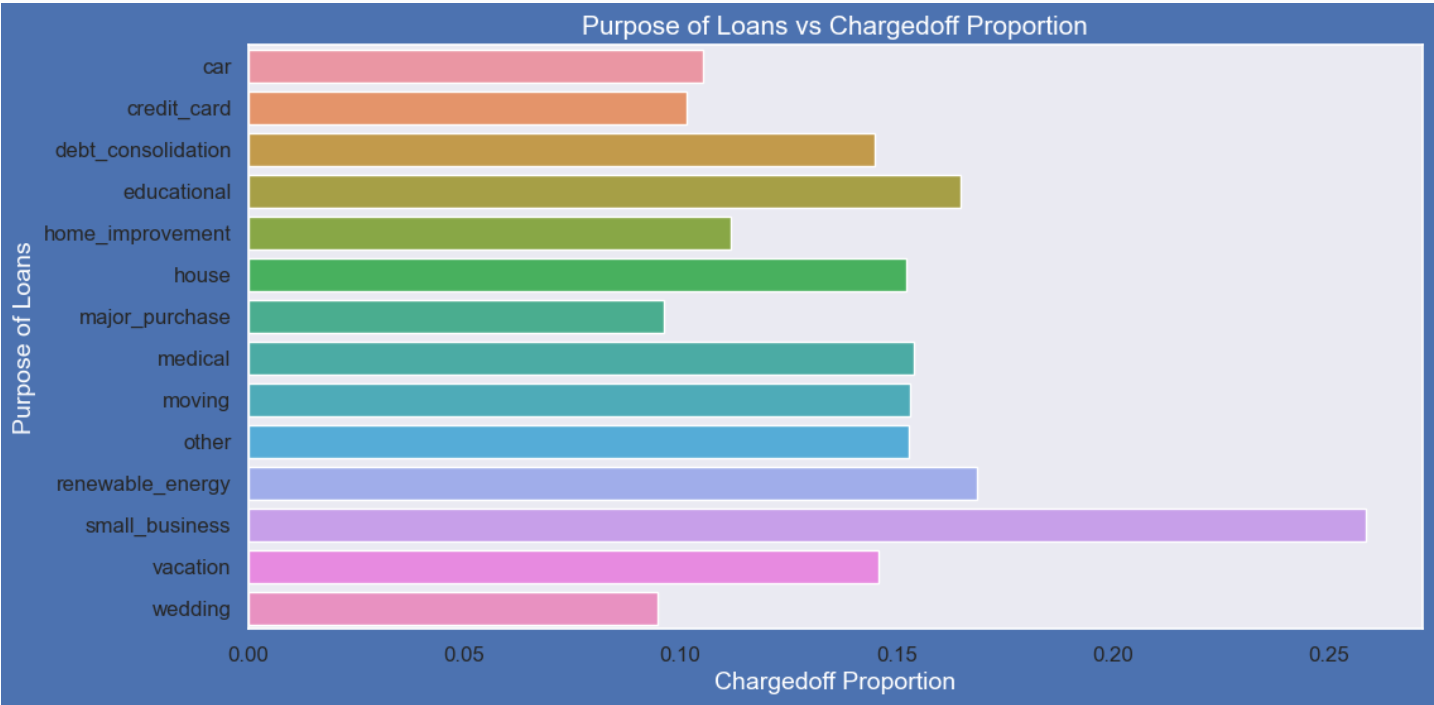 Purpose of Loans vs Chargedoff Proportion
Purpose of Loans
car
credit_card
debt_consolidation
educational
home_improvement
house
major_purchase
medical
moving
other
renewable_energy
small_business
vacation
wedding
0.00 0.05 0.10 0.15 0.20 0.25
Chargedoff Proportion